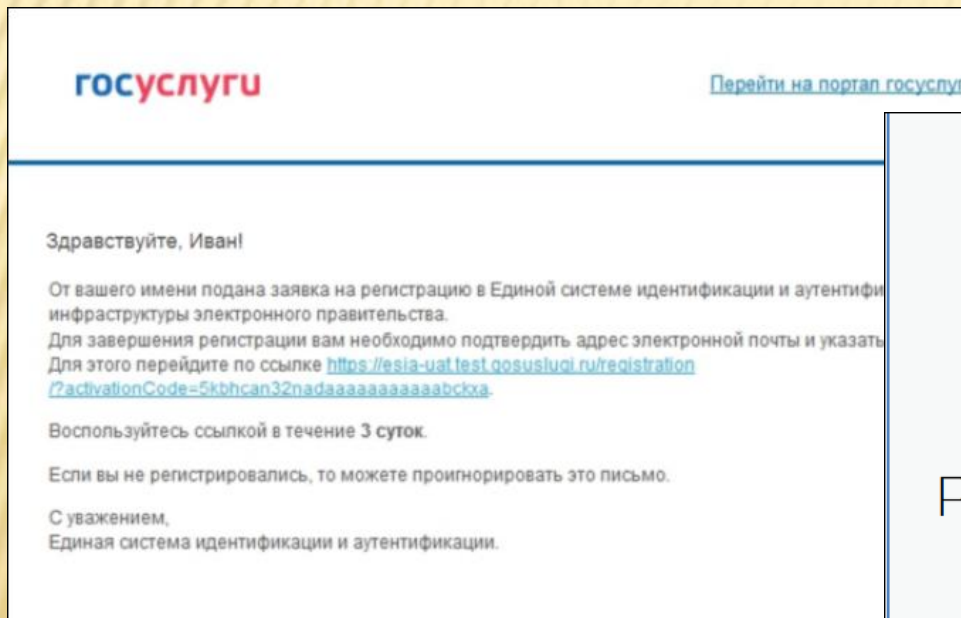 госуслуги
Перейти на портал госуслуг
Здравствуйте, Иван!
От вашего имени подана заявка на регистрацию в Единой системе идентификации и аутентифи
инфраструктуры электронного правительства.
Для завершения регистрации вам необходимо подтвердить адрес электронной почты и указать
Для этого перейдите по ссылке https://esia-uat.test.gosuslugi.ru/registration
/?activationCode=5kbhcan32nadaaaaaaaaaaabckxa.
Воспользуйтесь ссылкой в течение 3 суток.
Если вы не регистрировались, то можете проигнорировать это письмо.
С уважением,
Единая система идентификации и аутентификации.